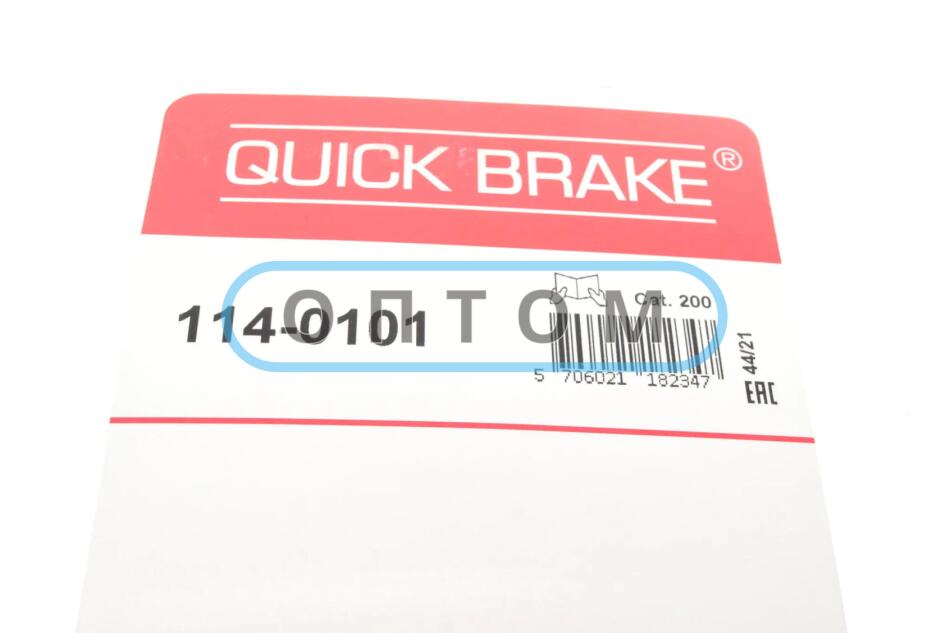 QUICK BRAKE®
ОПТОМ
114-0101
Cat. 200
5 706021 182347
44/21
EAC